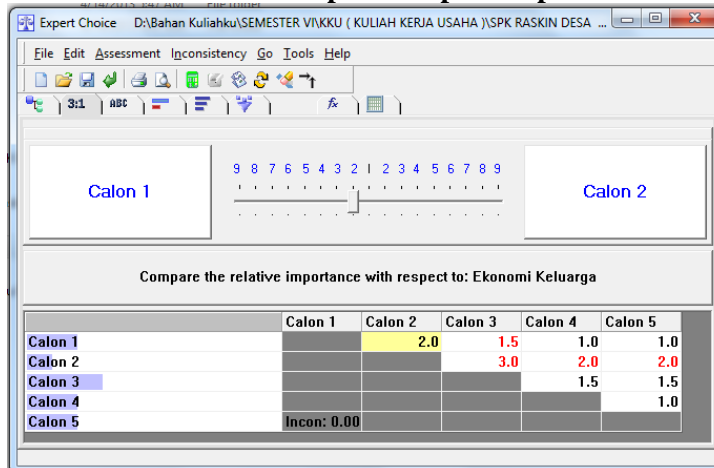 Expert Choice D:\Bahan Kuliahku\SEMESTER VI\KKU ( KULIAH KERJA USAHA )\SPK RASKIN DESA ...
File Edit Assessment Inconsistency Go Tools Help
3:1 ABC fx
9 8 7 6 5 4 3 2 1 2 3 4 5 6 7 8 9
Calon 1 Calon 2
Compare the relative importance with respect to: Ekonomi Keluarga
Calon 1 Calon 2 Calon 3 Calon 4 Calon 5
Calon 1 2.0 1.5 1.0 1.0
Calon 2 3.0 2.0 2.0
Calon 3 1.5 1.5
Calon 4 1.0
Calon 5 Incon: 0.00